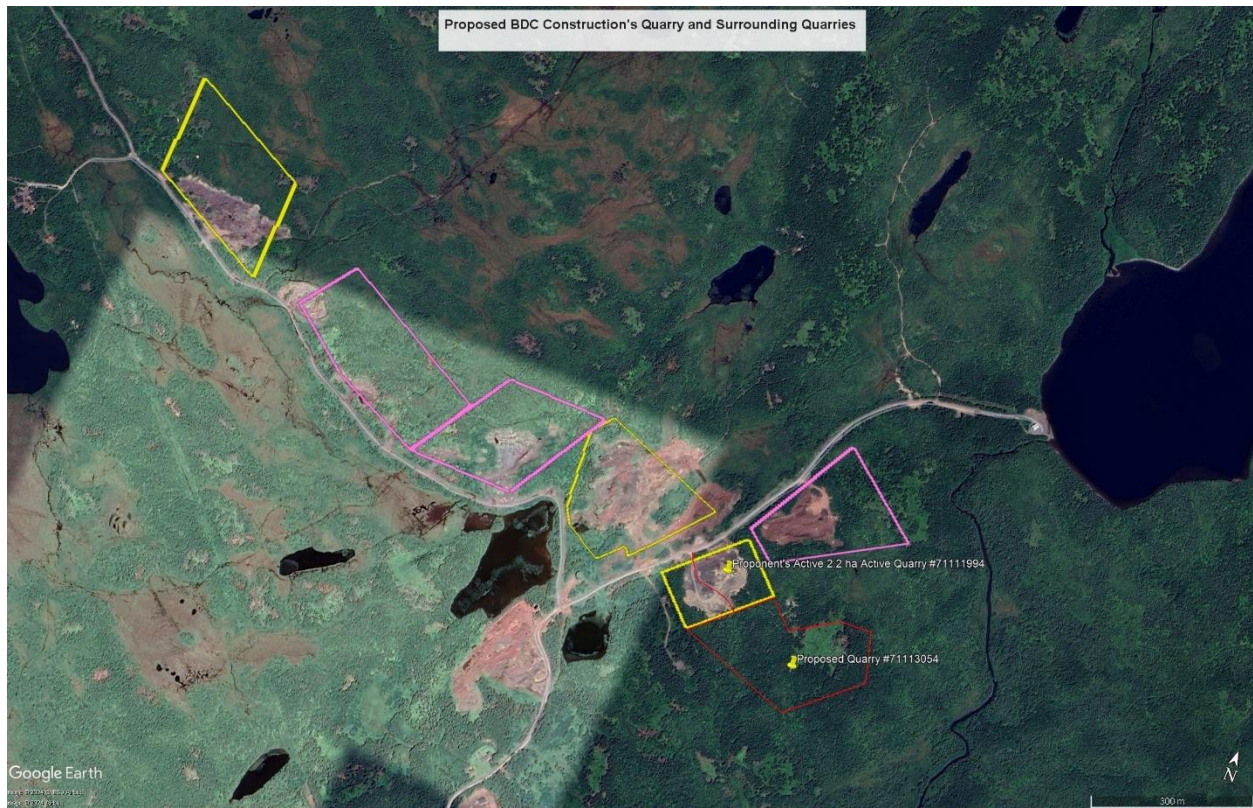 Proposed BDC Construction's Quarry and Surrounding Quarries
Proponent's Active 2.2 ha Active Quarry #71111994
Proposed Quarry #71113054
Google Earth
N
300 m